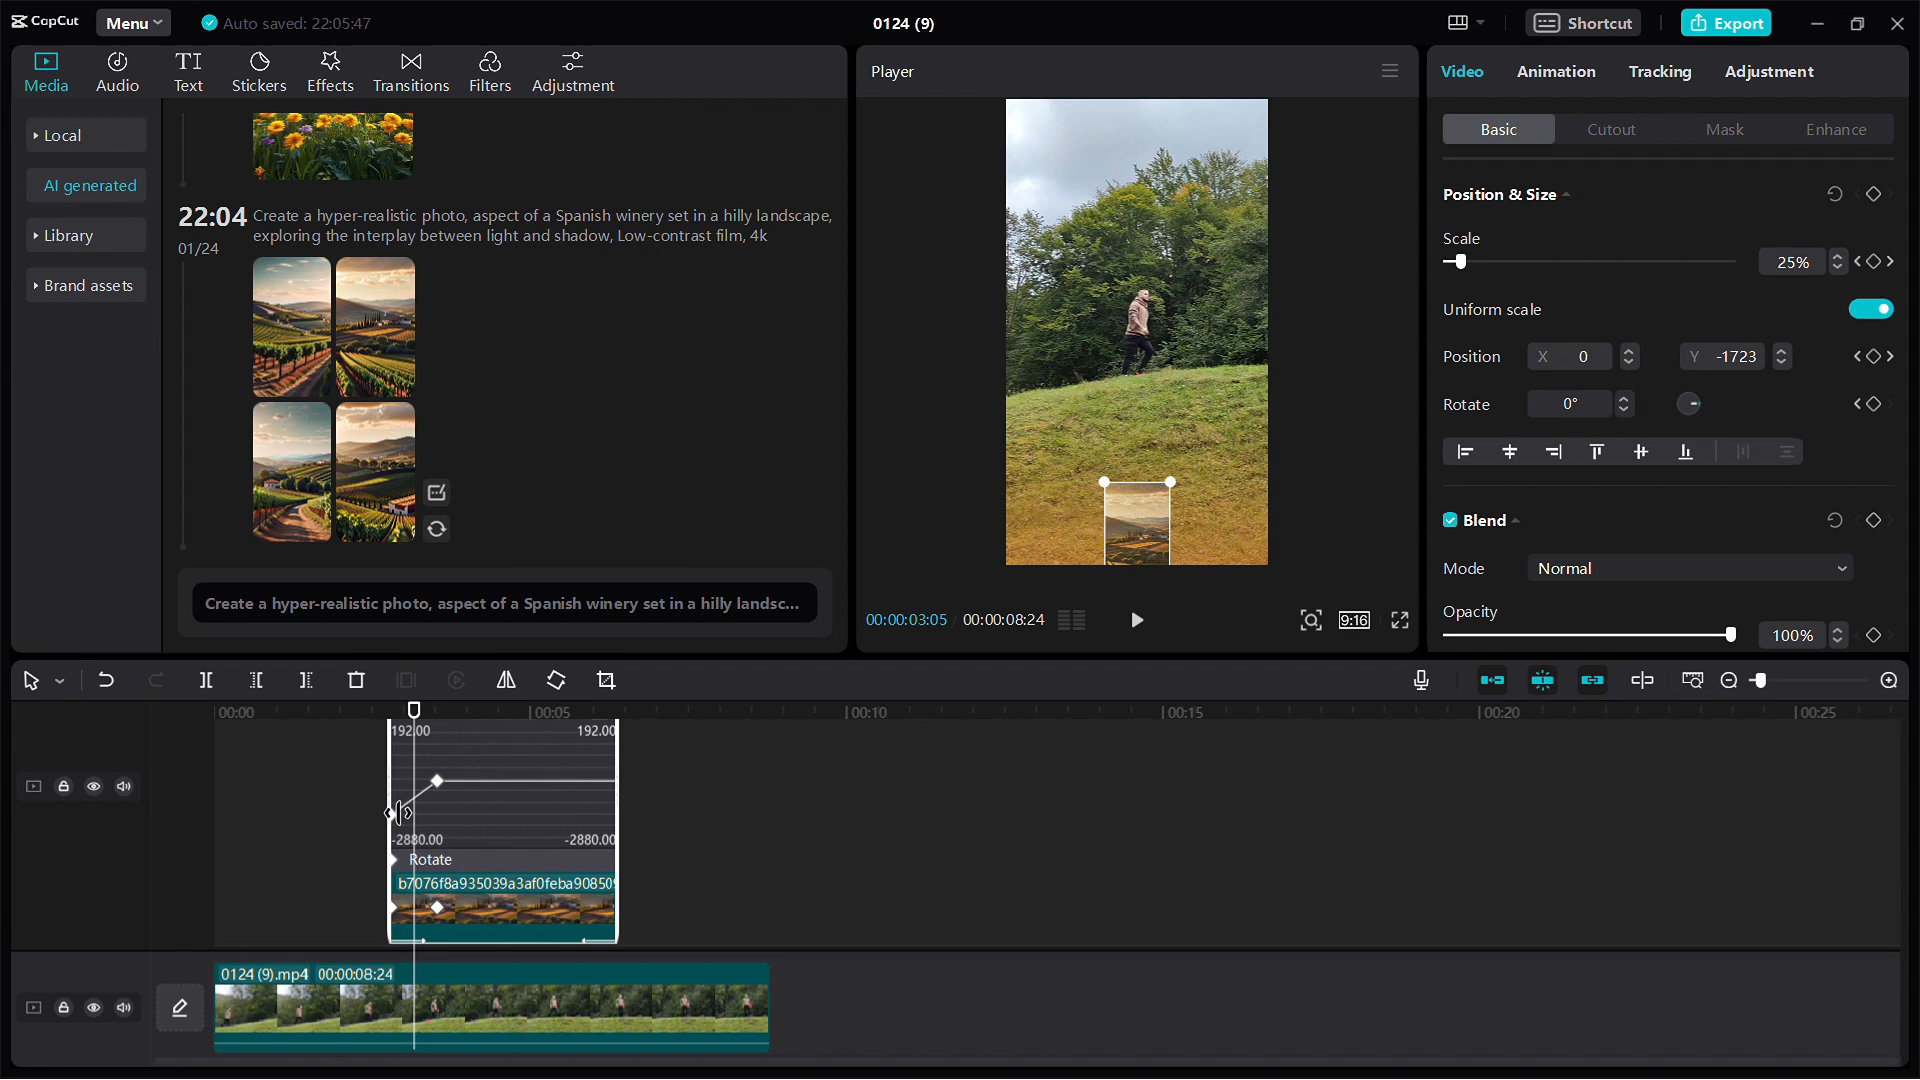 CapCut
Menu
Auto saved: 22:05:47
0124 (9)
Shortcut
Export
Media
Audio
Text
Stickers
Effects
Transitions
Filters
Adjustment
Local
AI generated
Library
Brand assets
22:04
01/24
Create a hyper-realistic photo, aspect of a Spanish winery set in a hilly landscape,
exploring the interplay between light and shadow, Low-contrast film, 4k
Create a hyper-realistic photo, aspect of a Spanish winery set in a hilly landsc...
Player
00:00:03:05 / 00:00:08:24
9:16
Video
Animation
Tracking
Adjustment
Basic
Cutout
Mask
Enhance
Position & Size
Scale
25%
Uniform scale
Position X 0 Y -1723
Rotate 0°
Blend
Mode Normal
Opacity
100%
00:00
00:05
00:10
00:15
00:20
00:25
192.00 192.00
-2880.00 -2880.00
Rotate
b7076f8a935039a3af0feba90850
0124 (9).mp4 00:00:08:24